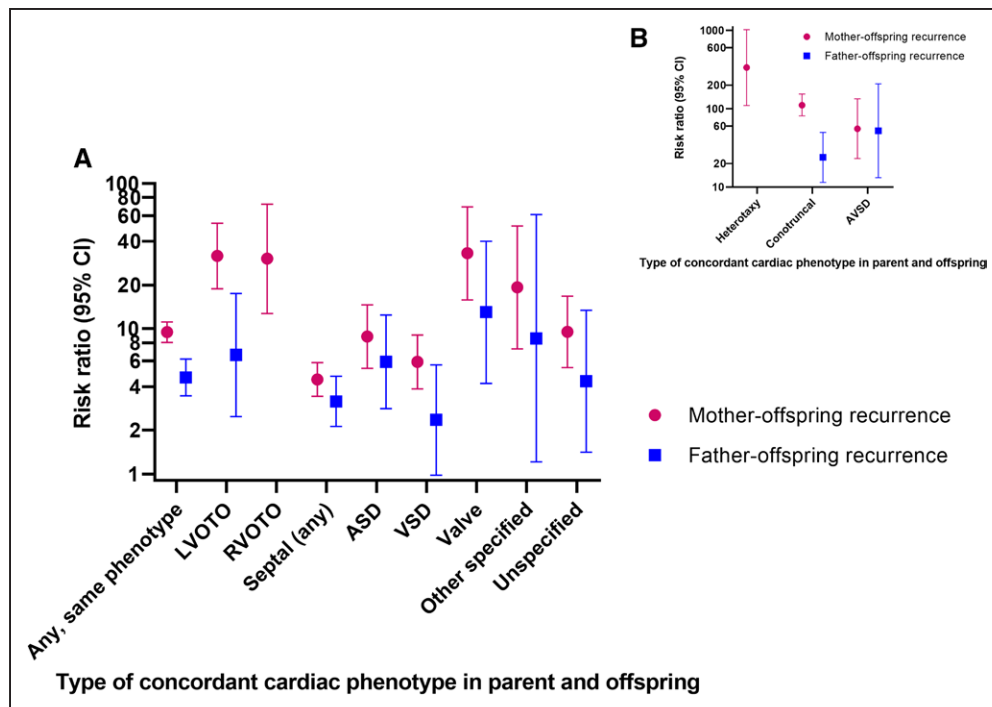 B
Risk ratio (95% CI)
1000
600
200
100
60
20
10
Mother-offspring recurrence
Father-offspring recurrence
Heterotaxy
Conotruncal
AVSD
Type of concordant cardiac phenotype in parent and offspring
A
Risk ratio (95% CI)
100
80
60
40
20
10
8
6
4
2
1
Any, same phenotype
LVOTO
RVOTO
Septal (any)
ASD
VSD
Valve
Other specified
Unspecified
Type of concordant cardiac phenotype in parent and offspring
Mother-offspring recurrence
Father-offspring recurrence